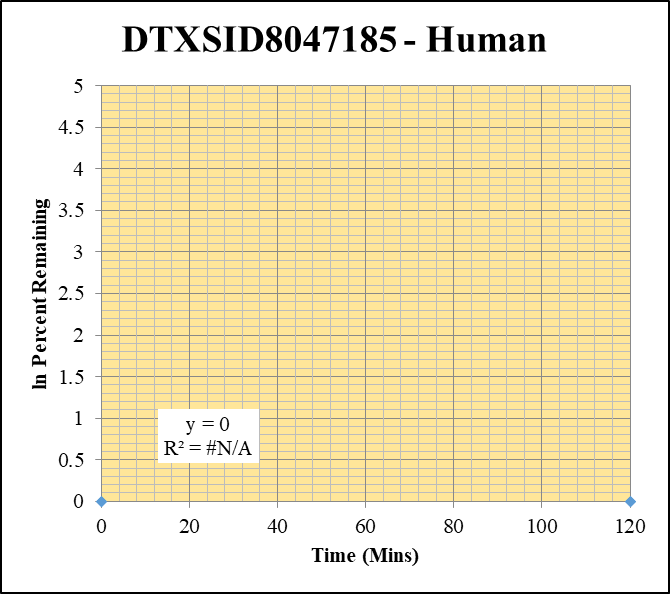 DTXSID8047185 - Human
ln Percent Remaining
5
4.5
4
3.5
3
2.5
2
1.5
1
0.5
0
y = 0
R² = #N/A
0 20 40 60 80 100 120
Time (Mins)